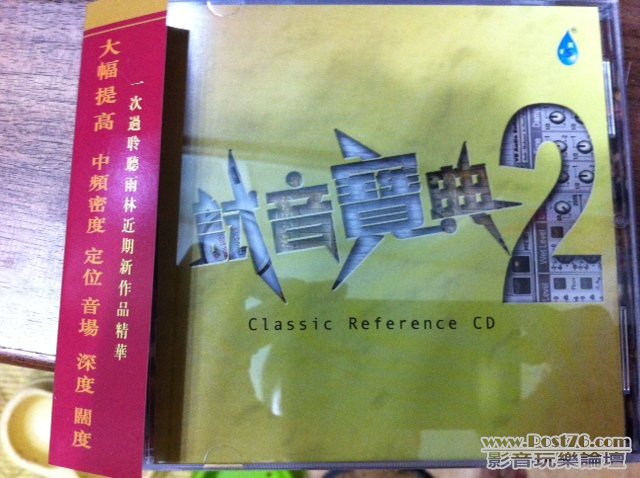 一次過聆聽雨林近期新作品精華
大幅提高 中頻密度 定位 音場 深度 闊度
試音寶典2
Classic Reference CD
www.Post76.com
影音玩樂論壇